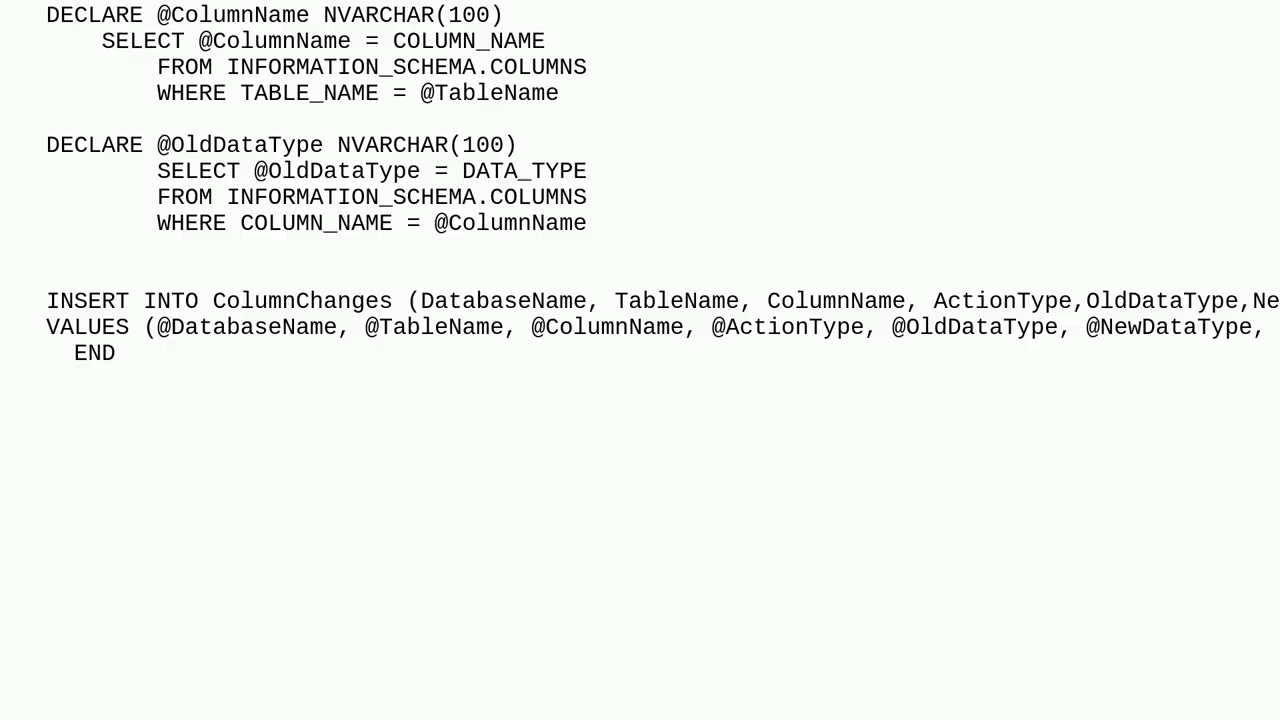 DECLARE @ColumnName NVARCHAR(100)
SELECT @ColumnName = COLUMN_NAME
FROM INFORMATION_SCHEMA.COLUMNS
WHERE TABLE_NAME = @TableName
DECLARE @OldDataType NVARCHAR(100)
SELECT @OldDataType = DATA_TYPE
FROM INFORMATION_SCHEMA.COLUMNS
WHERE COLUMN_NAME = @ColumnName
INSERT INTO ColumnChanges (DatabaseName, TableName, ColumnName, ActionType,OldDataType,Ne
VALUES (@DatabaseName, @TableName, @ColumnName, @ActionType, @OldDataType, @NewDataType,
END